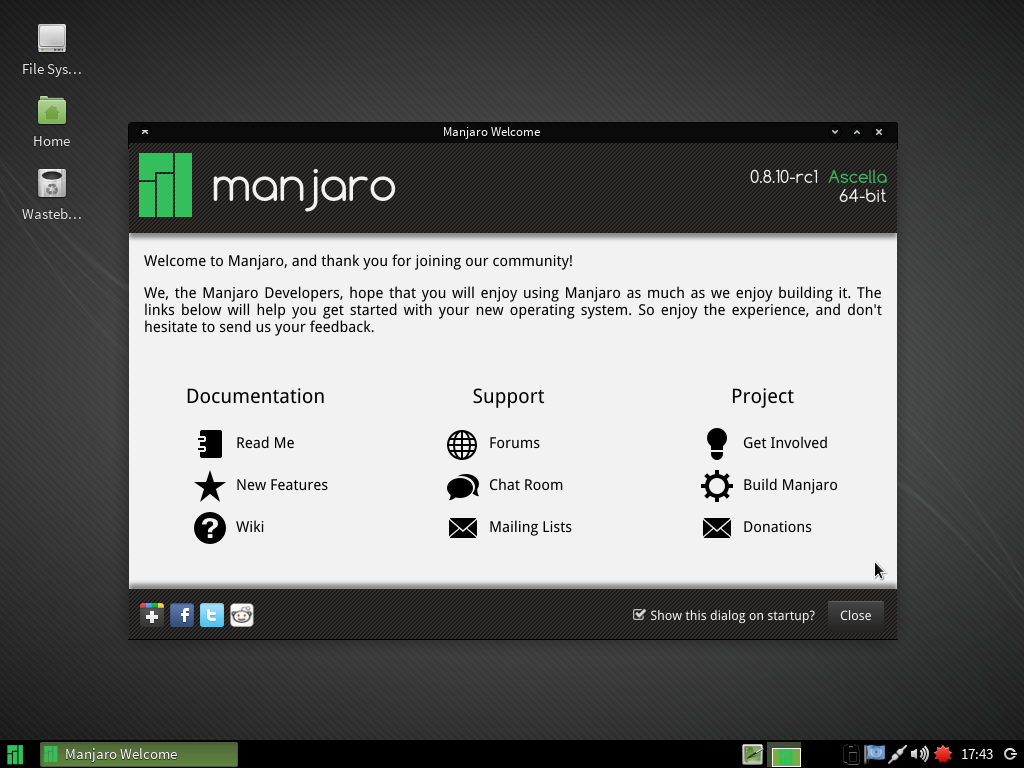 File Sys...
Home
Wasteb...
Manjaro Welcome
manjaro
0.8.10-rc1 Ascella
64-bit
Welcome to Manjaro, and thank you for joining our community!
We, the Manjaro Developers, hope that you will enjoy using Manjaro as much as we enjoy building it. The
links below will help you get started with your new operating system. So enjoy the experience, and don't
hesitate to send us your feedback.
Documentation
Read Me
New Features
Wiki
Support
Forums
Chat Room
Mailing Lists
Project
Get Involved
Build Manjaro
Donations
Show this dialog on startup?
Close
Manjaro Welcome
17:43